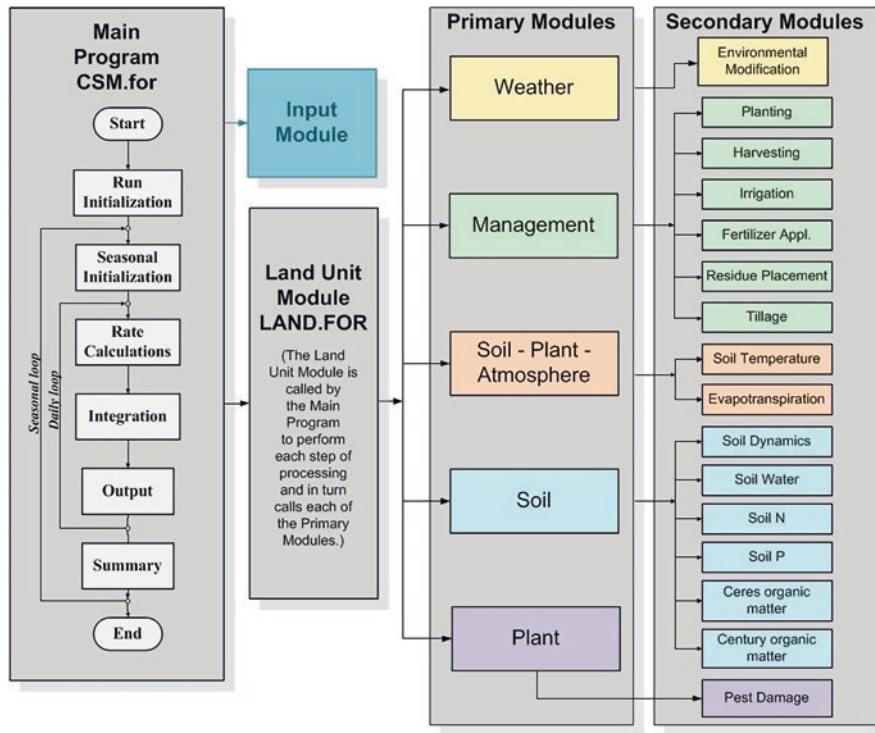 Main
Program
CSM.for
Start
Run
Initialization
Seasonal
Initialization
Rate
Calculations
Integration
Output
Summary
End
Seasonal loop
Daily loop
Input
Module
Land Unit
Module
LAND.FOR
(The Land
Unit Module is
called by
the Main
Program
to perform
each step of
processing
and in turn
calls each of
the Primary
Modules.)
Primary Modules
Weather
Management
Soil - Plant -
Atmosphere
Soil
Plant
Secondary Modules
Environmental
Modification
Planting
Harvesting
Irrigation
Fertilizer Appl.
Residue Placement
Tillage
Soil Temperature
Evapotranspiration
Soil Dynamics
Soil Water
Soil N
Soil P
Ceres organic
matter
Century organic
matter
Pest Damage